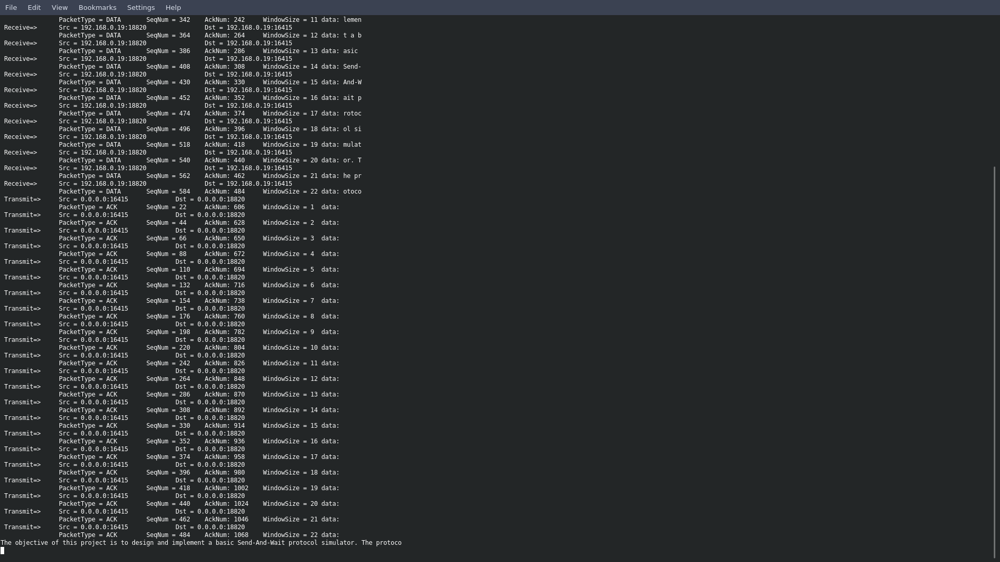 File Edit View Bookmarks Settings Help
PacketType = DATA SeqNum = 342 AckNum: 242 WindowSize = 11 data: lemen
Receive=> Src = 192.168.0.19:18820 Dst = 192.168.0.19:16415
PacketType = DATA SeqNum = 364 AckNum: 264 WindowSize = 12 data: t a b
Receive=> Src = 192.168.0.19:18820 Dst = 192.168.0.19:16415
PacketType = DATA SeqNum = 386 AckNum: 286 WindowSize = 13 data: asic
Receive=> Src = 192.168.0.19:18820 Dst = 192.168.0.19:16415
PacketType = DATA SeqNum = 408 AckNum: 308 WindowSize = 14 data: Send-
Receive=> Src = 192.168.0.19:18820 Dst = 192.168.0.19:16415
PacketType = DATA SeqNum = 430 AckNum: 330 WindowSize = 15 data: And-W
Receive=> Src = 192.168.0.19:18820 Dst = 192.168.0.19:16415
PacketType = DATA SeqNum = 452 AckNum: 352 WindowSize = 16 data: ait p
Receive=> Src = 192.168.0.19:18820 Dst = 192.168.0.19:16415
PacketType = DATA SeqNum = 474 AckNum: 374 WindowSize = 17 data: rotoc
Receive=> Src = 192.168.0.19:18820 Dst = 192.168.0.19:16415
PacketType = DATA SeqNum = 496 AckNum: 396 WindowSize = 18 data: ol si
Receive=> Src = 192.168.0.19:18820 Dst = 192.168.0.19:16415
PacketType = DATA SeqNum = 518 AckNum: 418 WindowSize = 19 data: mulat
Receive=> Src = 192.168.0.19:18820 Dst = 192.168.0.19:16415
PacketType = DATA SeqNum = 540 AckNum: 440 WindowSize = 20 data: or. T
Receive=> Src = 192.168.0.19:18820 Dst = 192.168.0.19:16415
PacketType = DATA SeqNum = 562 AckNum: 462 WindowSize = 21 data: he pr
Receive=> Src = 192.168.0.19:18820 Dst = 192.168.0.19:16415
PacketType = DATA SeqNum = 584 AckNum: 484 WindowSize = 22 data: otoco
Transmit=> Src = 0.0.0.0:16415 Dst = 0.0.0.0:18820
PacketType = ACK SeqNum = 22 AckNum: 606 WindowSize = 1 data:
Transmit=> Src = 0.0.0.0:16415 Dst = 0.0.0.0:18820
PacketType = ACK SeqNum = 44 AckNum: 628 WindowSize = 2 data:
Transmit=> Src = 0.0.0.0:16415 Dst = 0.0.0.0:18820
PacketType = ACK SeqNum = 66 AckNum: 650 WindowSize = 3 data:
Transmit=> Src = 0.0.0.0:16415 Dst = 0.0.0.0:18820
PacketType = ACK SeqNum = 88 AckNum: 672 WindowSize = 4 data:
Transmit=> Src = 0.0.0.0:16415 Dst = 0.0.0.0:18820
PacketType = ACK SeqNum = 110 AckNum: 694 WindowSize = 5 data:
Transmit=> Src = 0.0.0.0:16415 Dst = 0.0.0.0:18820
PacketType = ACK SeqNum = 132 AckNum: 716 WindowSize = 6 data:
Transmit=> Src = 0.0.0.0:16415 Dst = 0.0.0.0:18820
PacketType = ACK SeqNum = 154 AckNum: 738 WindowSize = 7 data:
Transmit=> Src = 0.0.0.0:16415 Dst = 0.0.0.0:18820
PacketType = ACK SeqNum = 176 AckNum: 760 WindowSize = 8 data:
Transmit=> Src = 0.0.0.0:16415 Dst = 0.0.0.0:18820
PacketType = ACK SeqNum = 198 AckNum: 782 WindowSize = 9 data:
Transmit=> Src = 0.0.0.0:16415 Dst = 0.0.0.0:18820
PacketType = ACK SeqNum = 220 AckNum: 804 WindowSize = 10 data:
Transmit=> Src = 0.0.0.0:16415 Dst = 0.0.0.0:18820
PacketType = ACK SeqNum = 242 AckNum: 826 WindowSize = 11 data:
Transmit=> Src = 0.0.0.0:16415 Dst = 0.0.0.0:18820
PacketType = ACK SeqNum = 264 AckNum: 848 WindowSize = 12 data:
Transmit=> Src = 0.0.0.0:16415 Dst = 0.0.0.0:18820
PacketType = ACK SeqNum = 286 AckNum: 870 WindowSize = 13 data:
Transmit=> Src = 0.0.0.0:16415 Dst = 0.0.0.0:18820
PacketType = ACK SeqNum = 308 AckNum: 892 WindowSize = 14 data:
Transmit=> Src = 0.0.0.0:16415 Dst = 0.0.0.0:18820
PacketType = ACK SeqNum = 330 AckNum: 914 WindowSize = 15 data:
Transmit=> Src = 0.0.0.0:16415 Dst = 0.0.0.0:18820
PacketType = ACK SeqNum = 352 AckNum: 936 WindowSize = 16 data:
Transmit=> Src = 0.0.0.0:16415 Dst = 0.0.0.0:18820
PacketType = ACK SeqNum = 374 AckNum: 958 WindowSize = 17 data:
Transmit=> Src = 0.0.0.0:16415 Dst = 0.0.0.0:18820
PacketType = ACK SeqNum = 396 AckNum: 980 WindowSize = 18 data:
Transmit=> Src = 0.0.0.0:16415 Dst = 0.0.0.0:18820
PacketType = ACK SeqNum = 418 AckNum: 1002 WindowSize = 19 data:
Transmit=> Src = 0.0.0.0:16415 Dst = 0.0.0.0:18820
PacketType = ACK SeqNum = 440 AckNum: 1024 WindowSize = 20 data:
Transmit=> Src = 0.0.0.0:16415 Dst = 0.0.0.0:18820
PacketType = ACK SeqNum = 462 AckNum: 1046 WindowSize = 21 data:
Transmit=> Src = 0.0.0.0:16415 Dst = 0.0.0.0:18820
PacketType = ACK SeqNum = 484 AckNum: 1068 WindowSize = 22 data:
The objective of this project is to design and implement a basic Send-And-Wait protocol simulator. The protoco